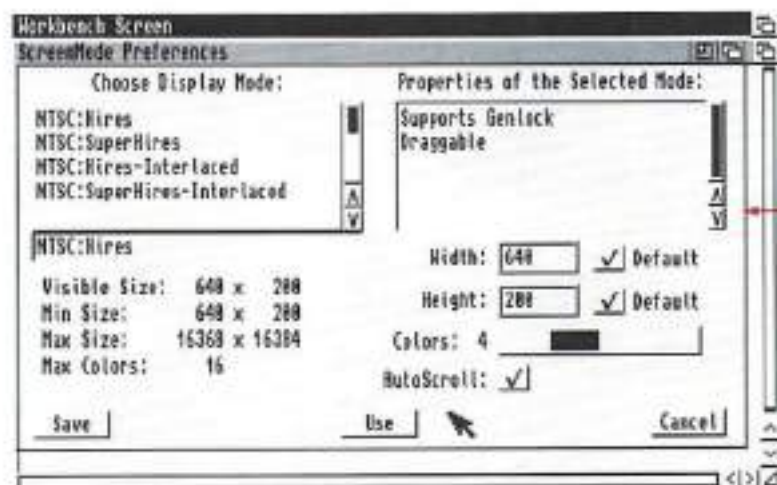 Workbench Screen
ScreenMode Preferences
Choose Display Mode:
NTSC:Hires
NTSC:SuperHires
NTSC:Hires-Interlaced
NTSC:SuperHires-Interlaced
NTSC:Hires
Visible Size: 640 x 200
Min Size: 640 x 200
Max Size: 16368 x 16384
Max Colors: 16
Properties of the Selected Mode:
Supports Genlock
Draggable
Width: 640 Default
Height: 200 Default
Colors: 4
AutoScroll:
Save
Use
Cancel